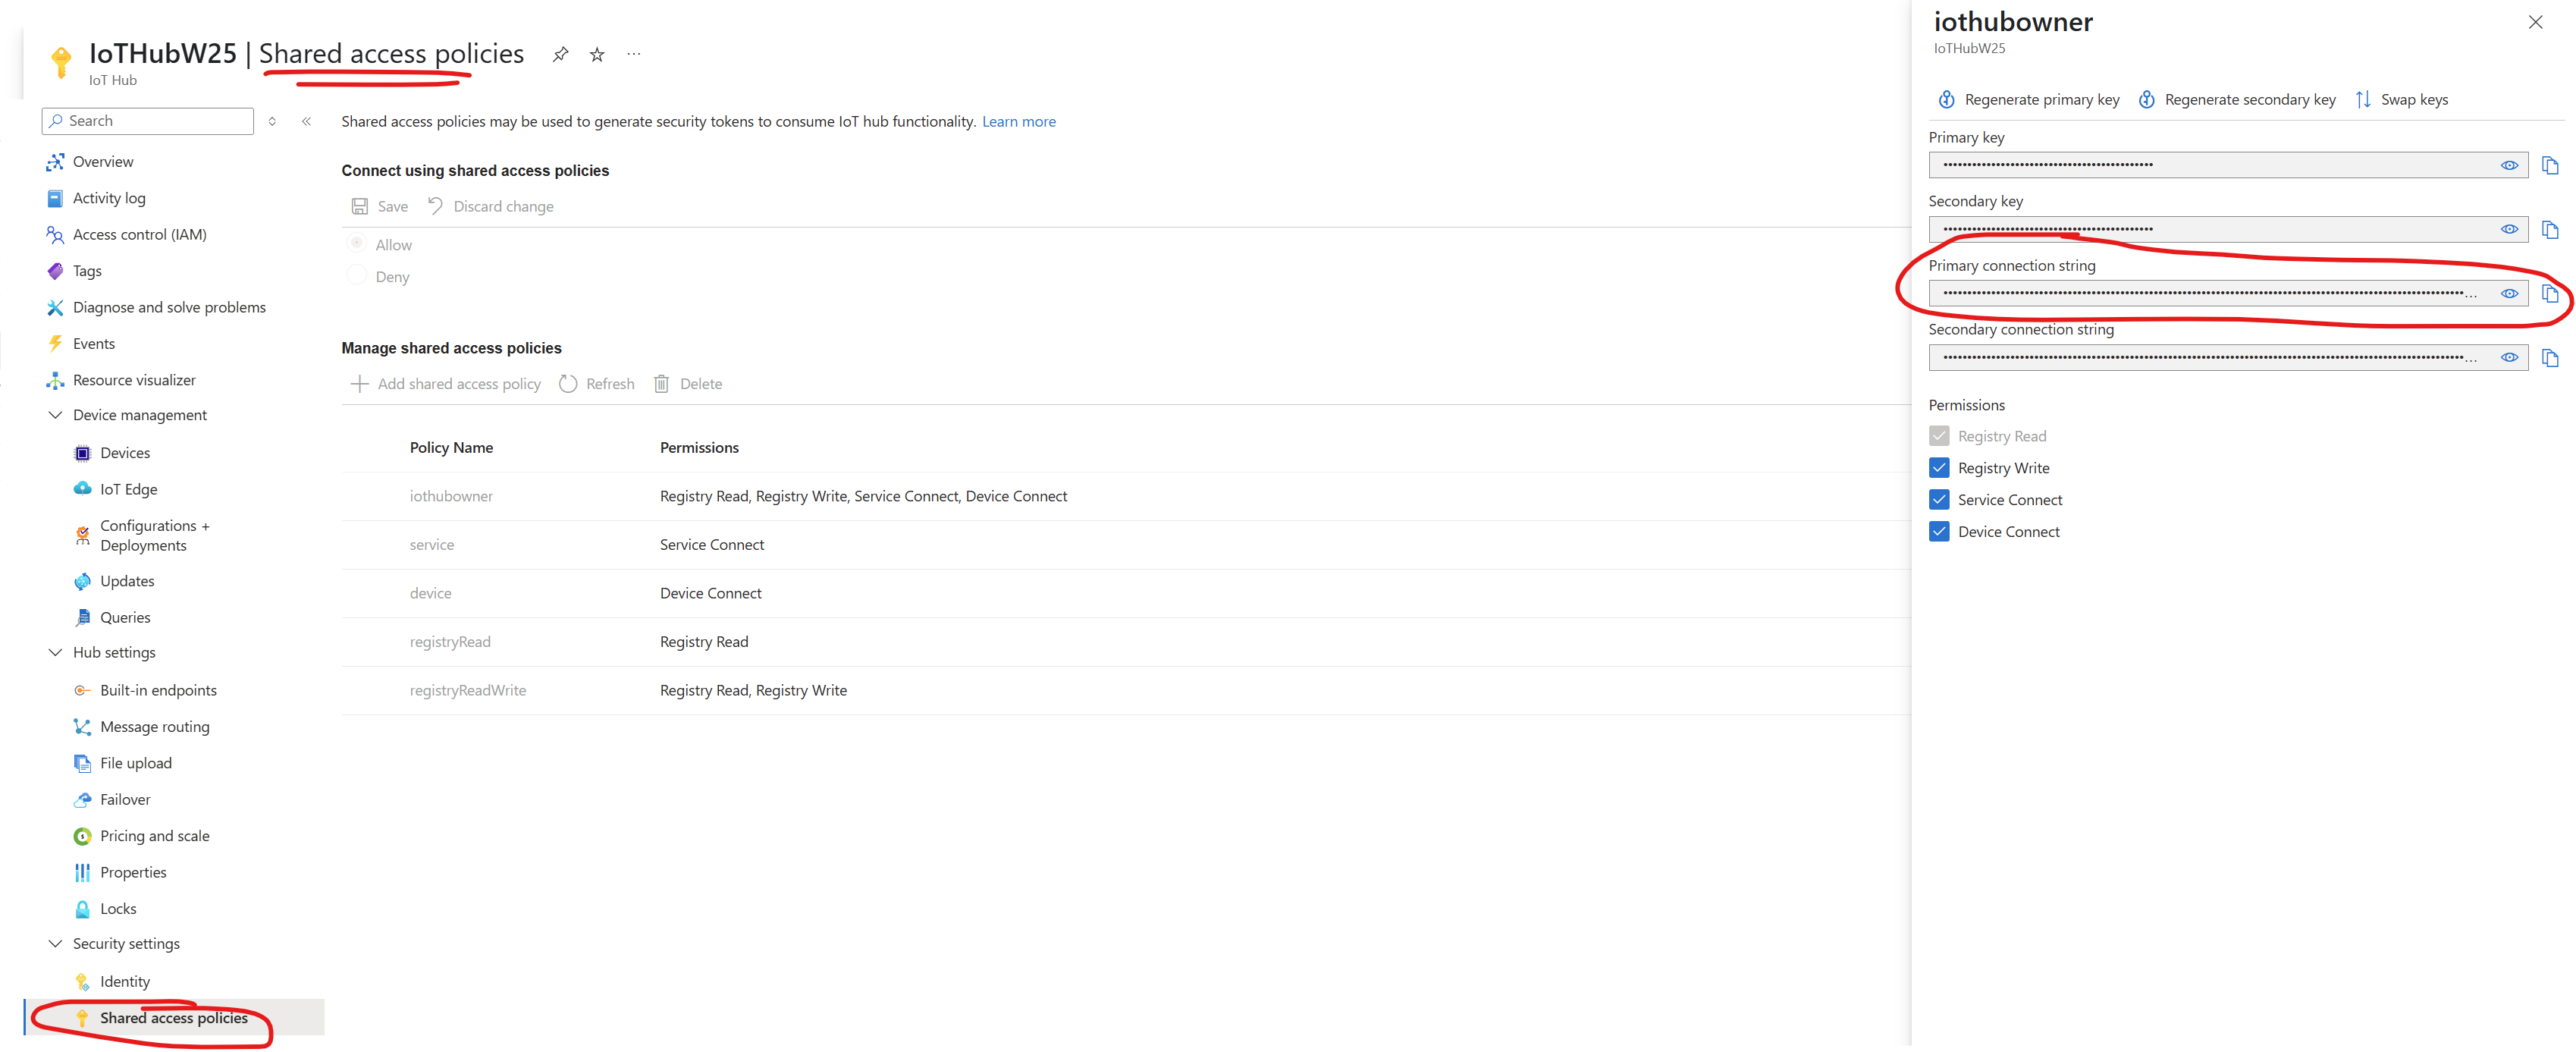 IoTHubW25 | Shared access policies
IoT Hub
Search
Overview
Activity log
Access control (IAM)
Tags
Diagnose and solve problems
Events
Resource visualizer
Device management
Devices
IoT Edge
Configurations +
Deployments
Updates
Queries
Hub settings
Built-in endpoints
Message routing
File upload
Failover
Pricing and scale
Properties
Locks
Security settings
Identity
Shared access policies
Shared access policies may be used to generate security tokens to consume IoT hub functionality. Learn more
Connect using shared access policies
Save Discard change
Allow
Deny
Manage shared access policies
Add shared access policy Refresh Delete
Policy Name Permissions
iothubowner Registry Read, Registry Write, Service Connect, Device Connect
service Service Connect
device Device Connect
registryRead Registry Read
registryReadWrite Registry Read, Registry Write
iothubowner
IoTHubW25
Regenerate primary key Regenerate secondary key Swap keys
Primary key
Secondary key
Primary connection string
Secondary connection string
Permissions
Registry Read
Registry Write
Service Connect
Device Connect